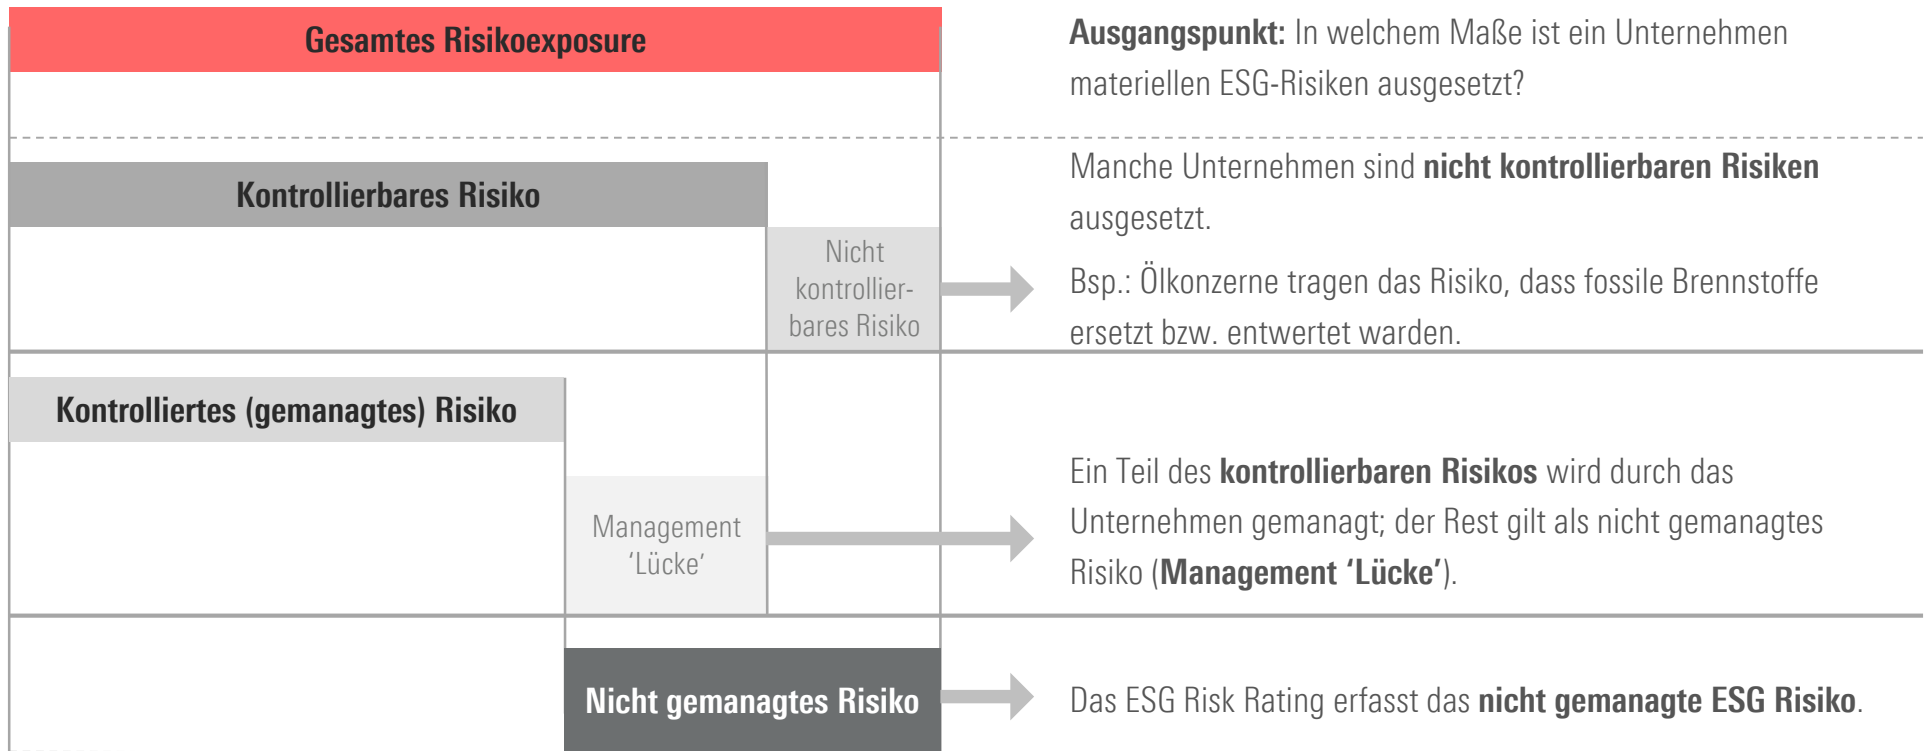 Gesamtes Risikoexposure
Ausgangspunkt: In welchem Maße ist ein Unternehmen
materiellen ESG-Risiken ausgesetzt?
Kontrollierbares Risiko
Nicht
kontrollier-
bares Risiko
Manche Unternehmen sind nicht kontrollierbaren Risiken
ausgesetzt.
Bsp.: Ölkonzerne tragen das Risiko, dass fossile Brennstoffe
ersetzt bzw. entwertet warden.
Kontrolliertes (gemanagtes) Risiko
Management
‘Lücke’
Ein Teil des kontrollierbaren Risikos wird durch das
Unternehmen gemanagt; der Rest gilt als nicht gemanagtes
Risiko (Management ‘Lücke’).
Nicht gemanagtes Risiko
Das ESG Risk Rating erfasst das nicht gemanagte ESG Risiko.